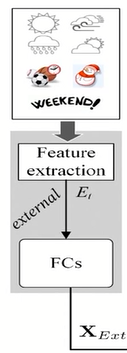 WEEKEND!
Feature
extraction
external
E_t
FCs
X_Ext